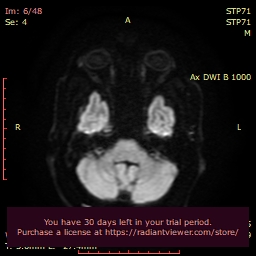 Im: 6/48
Se: 4
A
STP71
STP71
M
Ax DWI B 1000
R
L
You have 30 days left in your trial period.
Purchase a license at https://radiantviewer.com/store/